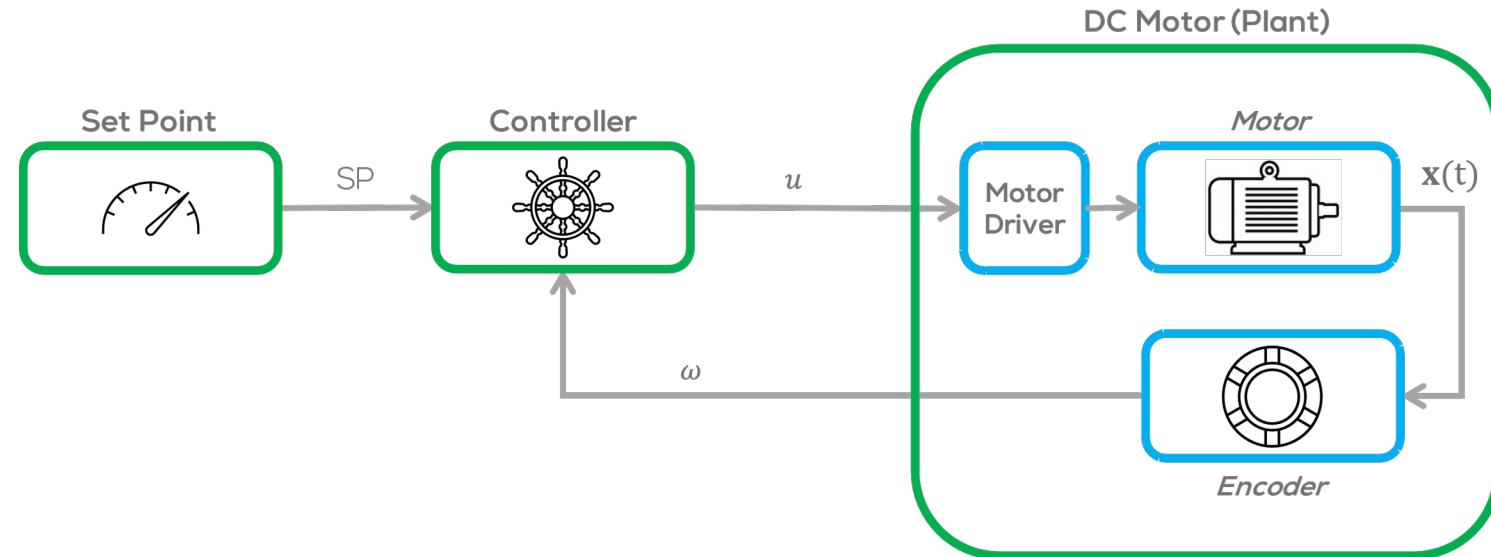 DC Motor (Plant)
Set Point
Controller
Motor
SP
u
Motor
Driver
𝐱(t)
ω
Encoder